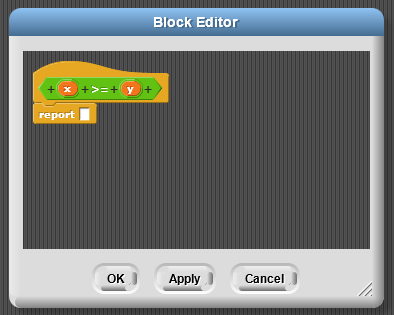 Block Editor
+ x + >= + y +
report
OK Apply Cancel